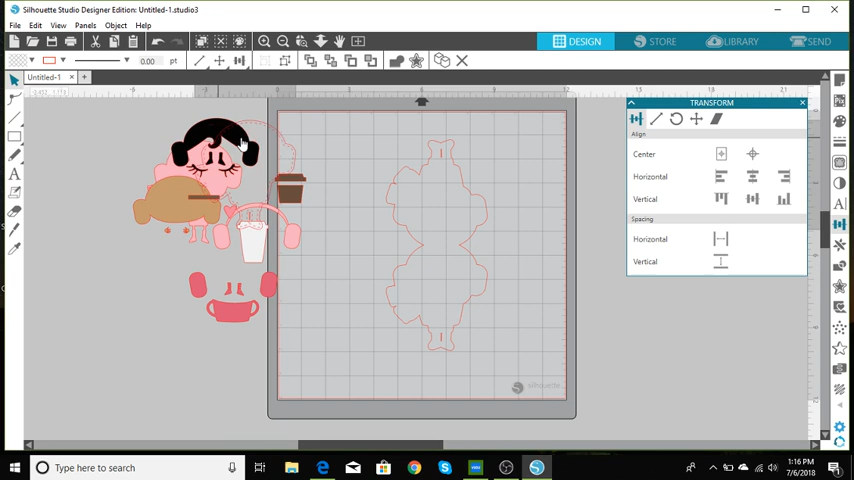 Silhouette Studio Designer Edition: Untitled-1.studio3
File Edit View Panels Object Help
DESIGN STORE LIBRARY SEND
0.00 pt
Untitled-1
TRANSFORM
Align
Center
Horizontal
Vertical
Spacing
Horizontal
Vertical
silhouette
Type here to search
1:16 PM
7/6/2018